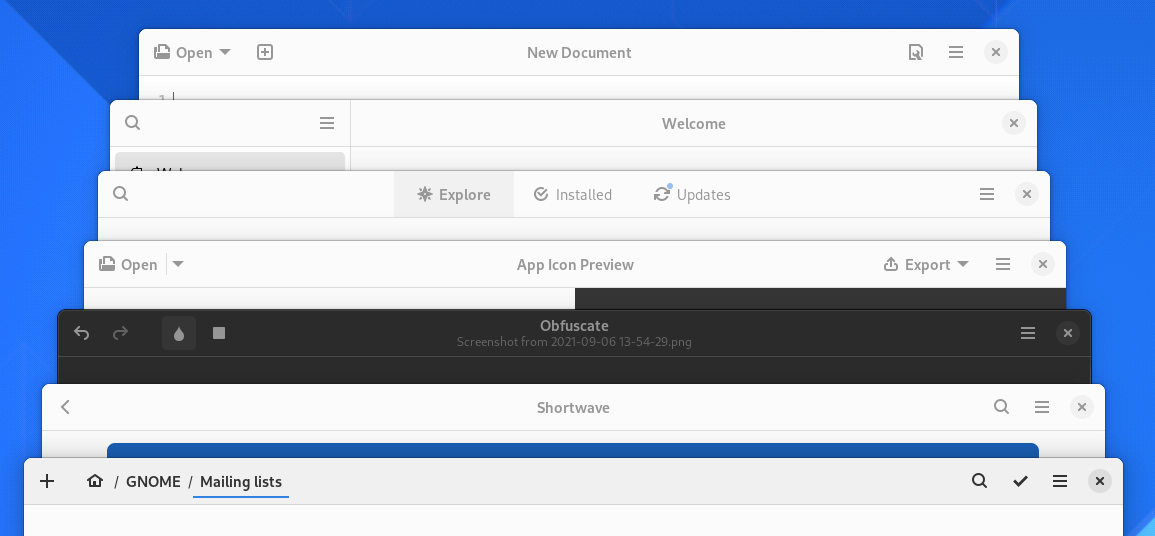 Open New Document
1
Welcome
Explore Installed Updates
Open App Icon Preview Export
Obfuscate
Screenshot from 2021-09-06 13-54-29.png
Shortwave
/ GNOME / Mailing lists